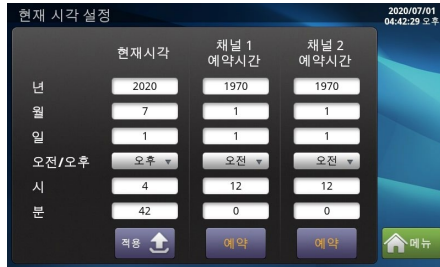 현재 시각 설정
2020/07/01
04:42:29 오후
현재시각
채널 1
예약시간
채널 2
예약시간
년 2020 1970 1970
월 7 1 1
일 1 1 1
오전/오후 오후 오전 오전
시 4 12 12
분 42 0 0
적용 예약 예약
메뉴